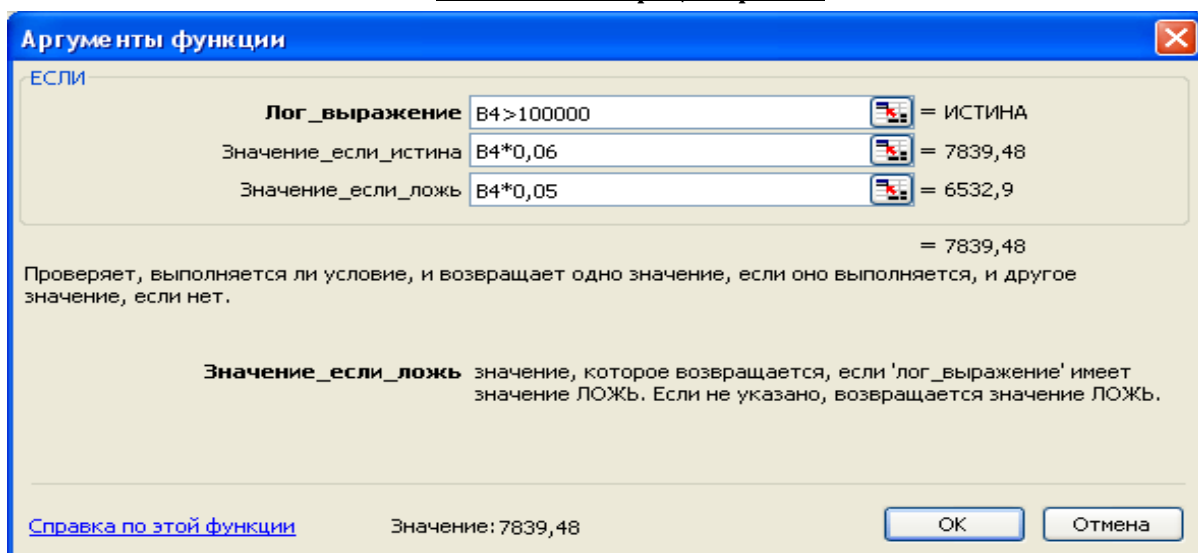 Аргументы функции
ЕСЛИ
Лог_выражение B4>100000 = ИСТИНА
Значение_если_истина B4*0,06 = 7839,48
Значение_если_ложь B4*0,05 = 6532,9
= 7839,48
Проверяет, выполняется ли условие, и возвращает одно значение, если оно выполняется, и другое
значение, если нет.
Значение_если_ложь значение, которое возвращается, если 'лог_выражение' имеет
значение ЛОЖЬ. Если не указано, возвращается значение ЛОЖЬ.
Справка по этой функции Значение: 7839,48 ОК Отмена